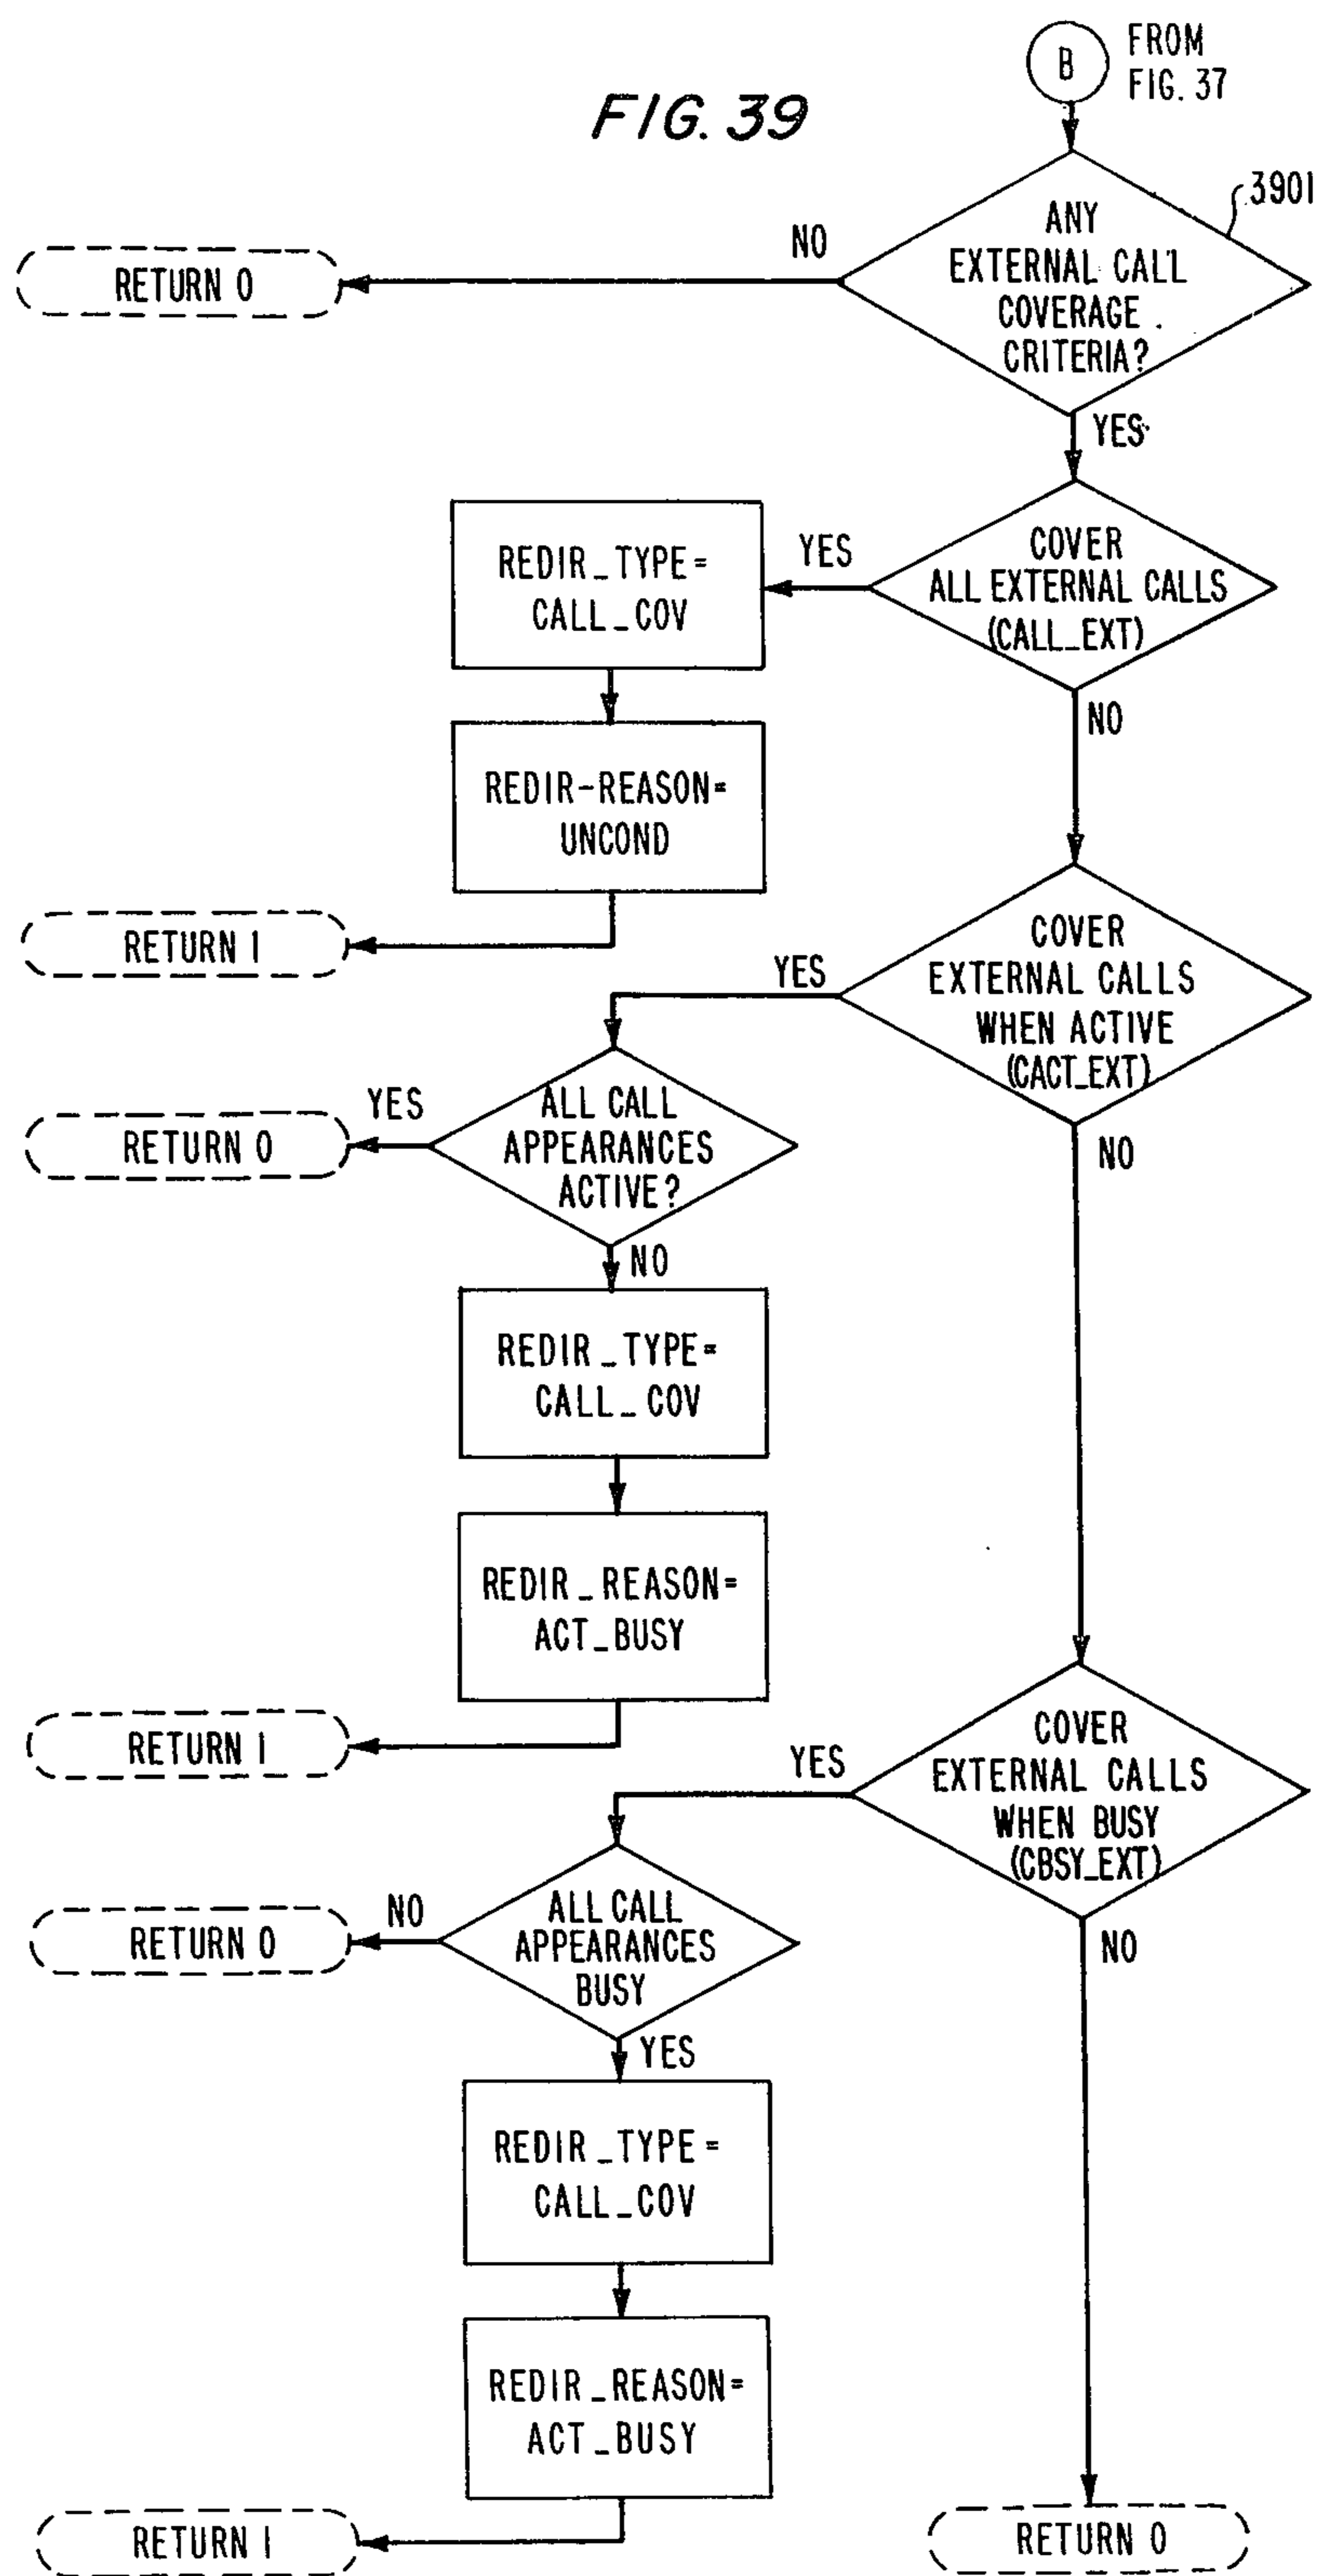 FIG. 39
B
FROM
FIG. 37
3901
ANY
EXTERNAL CALL
COVERAGE
CRITERIA?
NO
RETURN 0
YES
COVER
ALL EXTERNAL CALLS
(CALL_EXT)
YES
REDIR_TYPE=
CALL_COV
REDIR-REASON=
UNCOND
RETURN 1
NO
COVER
EXTERNAL CALLS
WHEN ACTIVE
(CACT_EXT)
YES
ALL CALL
APPEARANCES
ACTIVE?
YES
RETURN 0
NO
REDIR_TYPE=
CALL_COV
REDIR_REASON=
ACT_BUSY
RETURN 1
NO
COVER
EXTERNAL CALLS
WHEN BUSY
(CBSY_EXT)
YES
ALL CALL
APPEARANCES
BUSY
NO
RETURN 0
YES
REDIR_TYPE=
CALL_COV
REDIR_REASON=
ACT_BUSY
RETURN 1
NO
RETURN 0